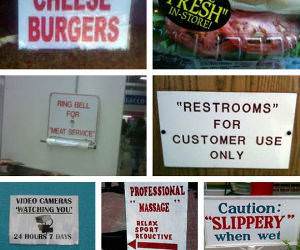 CHEESE
BURGERS
FRESH"
IN-STORE!
RING BELL
FOR
"MEAT SERVICE"
"RESTROOMS"
FOR
CUSTOMER USE
ONLY
VIDEO CAMERAS
'WATCHING YOU'
24 HOURS 7 DAYS
PROFESSIONAL
"MASSAGE"
RELAX
SPORT
REDUCTIVE
Caution:
"SLIPPERY"
when wet